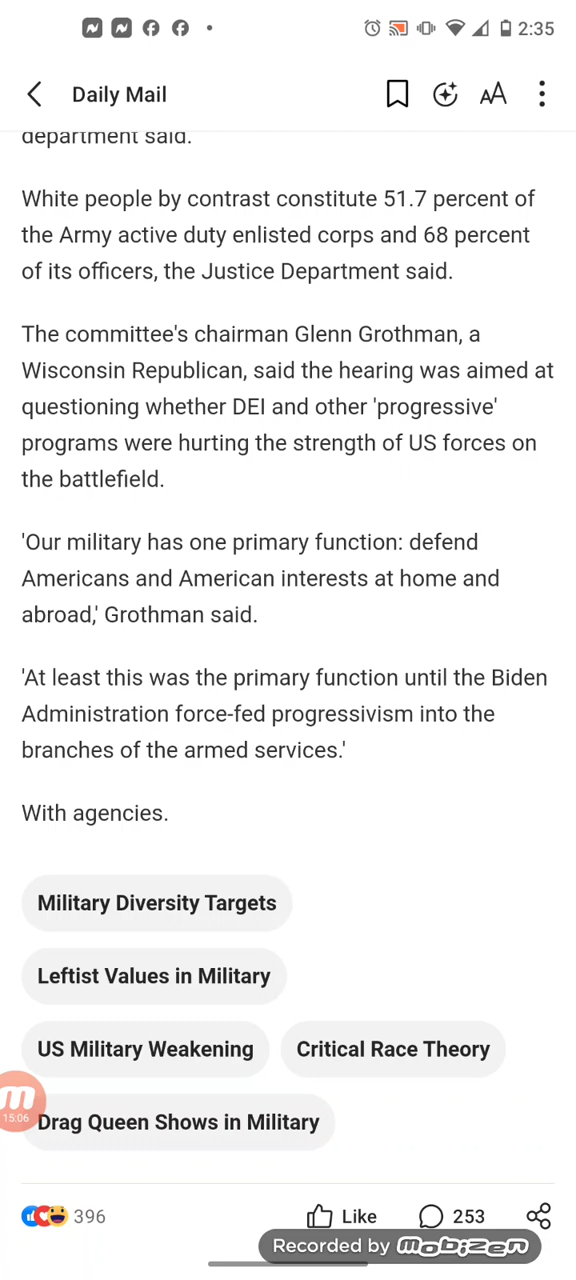 2:35
Daily Mail
AA
department said.
White people by contrast constitute 51.7 percent of
the Army active duty enlisted corps and 68 percent
of its officers, the Justice Department said.
The committee's chairman Glenn Grothman, a
Wisconsin Republican, said the hearing was aimed at
questioning whether DEI and other 'progressive'
programs were hurting the strength of US forces on
the battlefield.
'Our military has one primary function: defend
Americans and American interests at home and
abroad,' Grothman said.
'At least this was the primary function until the Biden
Administration force-fed progressivism into the
branches of the armed services.'
With agencies.
Military Diversity Targets
Leftist Values in Military
US Military Weakening Critical Race Theory
15:06
Drag Queen Shows in Military
396 Like 253
Recorded by mobizen